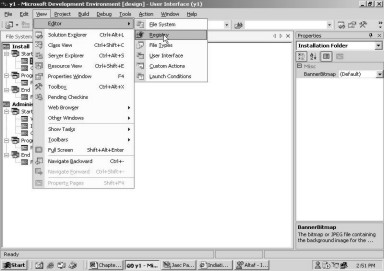 y1 - Microsoft Development Environment [design] - User Interface (y1)
File Edit View Project Build Debug Tools Action Window Help
Editor
Solution Explorer Ctrl+Alt+L
Class View Ctrl+Shift+C
Server Explorer Ctrl+Alt+S
Resource View Ctrl+Shift+E
Properties Window F4
Toolbox Ctrl+Alt+X
Pending Checkins
Web Browser
Other Windows
Show Tasks
Toolbars
Full Screen Shift+Alt+Enter
Navigate Backward Ctrl+-
Navigate Forward Ctrl+Shift+-
Property Pages Shift+F4
File System
Registry
File Types
User Interface
Custom Actions
Launch Conditions
File System
Install
Start
Prog
End
Adminis
Start
Prog
End
Properties
Installation Folder
Misc
BannerBitmap (Default)
BannerBitmap
The bitmap or JPEG file containing
the background image for the ...
Ready
Start
Chapte...
y1 - Mi...
Altaf - I...
2:51 PM